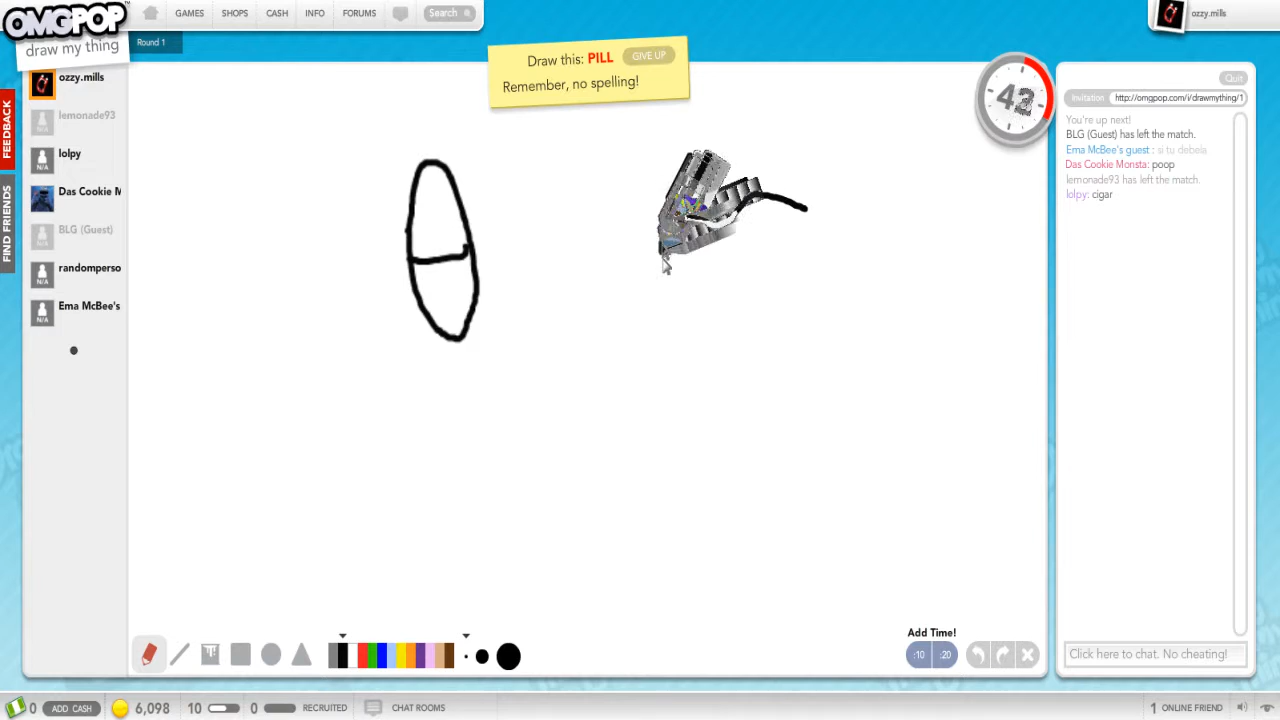 OMGPOP
draw my thing
GAMES
SHOPS
CASH
INFO
FORUMS
Search
ozzy.mills
Round 1
Draw this: PILL
GIVE UP
Remember, no spelling!
43
FEEDBACK
FIND FRIENDS
ozzy.mills
lemonade93
lolpy
N/A
Das Cookie M
BLG (Guest)
N/A
randomperso
N/A
Ema McBee's
N/A
Quit
Invitation
http://omgpop.com/i/drawmything/1
You're up next!
BLG (Guest) has left the match.
Ema McBee's guest : si tu debeia
Das Cookie Monsta: poop
lemonade93 has left the match.
lolpy: cigar
Add Time!
:10
:20
Click here to chat. No cheating!
0
ADD CASH
6,098
10
0
RECRUITED
CHAT ROOMS
1 ONLINE FRIEND